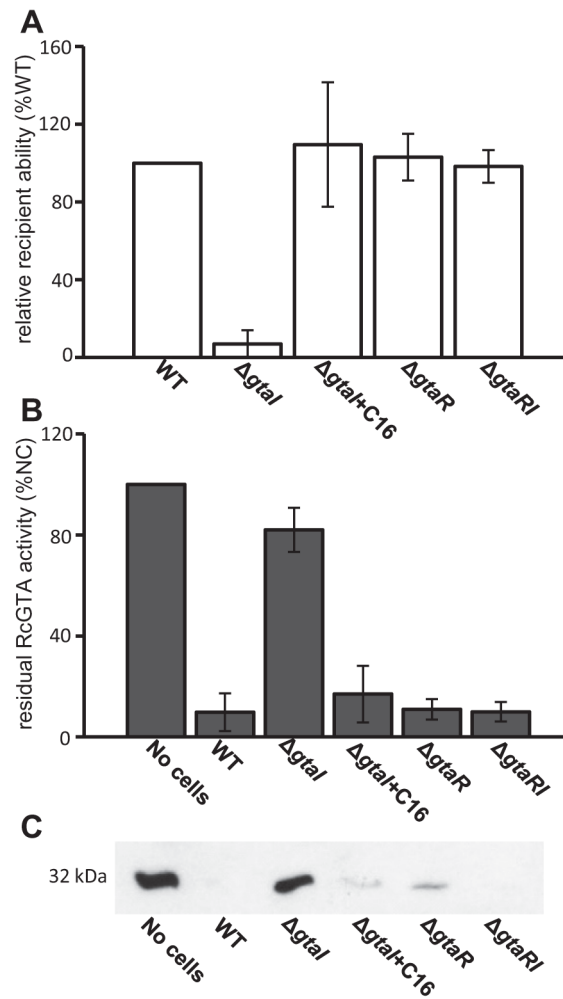 A
relative recipient ability (%WT)
160
120
80
40
0
WT
ΔgtaI
ΔgtaI+C16
ΔgtaR
ΔgtaRI
B
residual RcGTA activity (%NC)
120
80
40
0
No cells
WT
ΔgtaI
ΔgtaI+C16
ΔgtaR
ΔgtaRI
C
32 kDa
No cells
WT
ΔgtaI
ΔgtaI+C16
ΔgtaR
ΔgtaRI